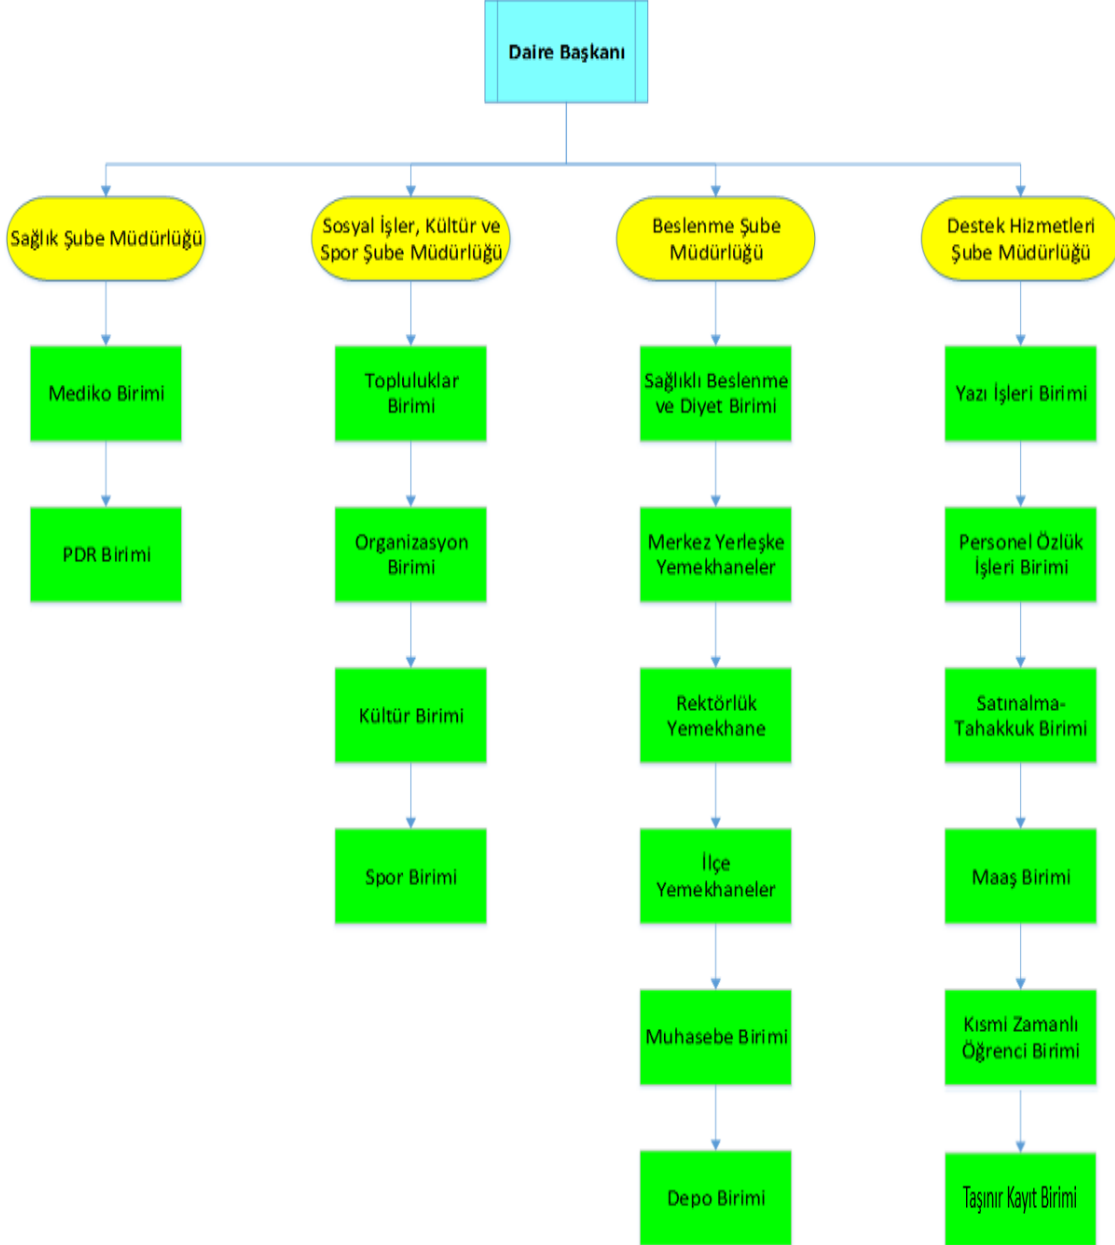 Daire Başkanı
Sağlık Şube Müdürlüğü
Sosyal İşler, Kültür ve
Spor Şube Müdürlüğü
Beslenme Şube
Müdürlüğü
Destek Hizmetleri
Şube Müdürlüğü
Mediko Birimi
Topluluklar
Birimi
Sağlıklı Beslenme
ve Diyet Birimi
Yazı İşleri Birimi
PDR Birimi
Organizasyon
Birimi
Merkez Yerleşke
Yemekhaneler
Personel Özlük
İşleri Birimi
Kültür Birimi
Rektörlük
Yemekhane
Satınalma-
Tahakkuk Birimi
Spor Birimi
İlçe
Yemekhaneler
Maaş Birimi
Muhasebe Birimi
Kısmi Zamanlı
Öğrenci Birimi
Depo Birimi
Taşınır Kayıt Birimi